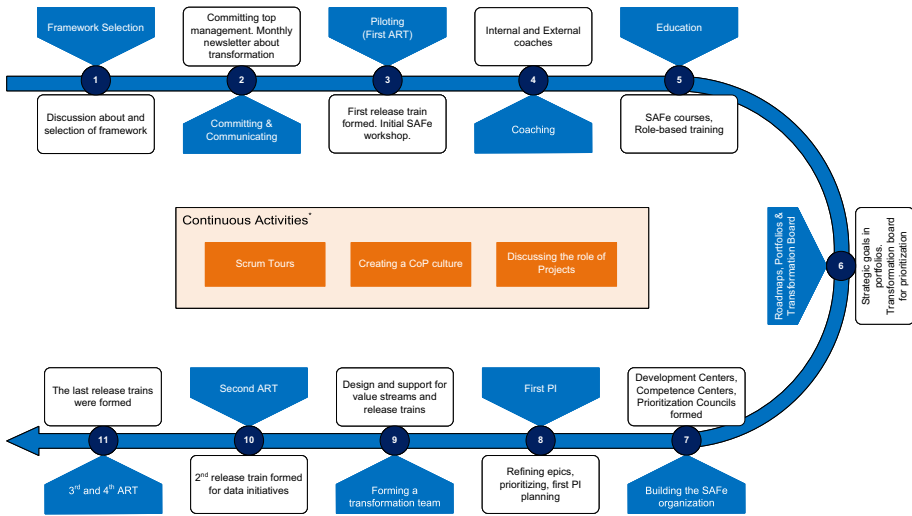 Framework Selection
1
Discussion about and
selection of framework
Committing top
management. Monthly
newsletter about
transformation
2
Committing &
Communicating
Piloting
(First ART)
3
First release train
formed. Initial SAFe
workshop.
Internal and External
coaches
4
Coaching
Education
5
SAFe courses,
Role-based training
Roadmaps, Portfolios &
Transformation Board
6
Strategic goals in
portfolios.
Transformation board
for prioritization
Continuous Activities*
Scrum Tours
Creating a CoP culture
Discussing the role of
Projects
The last release trains
were formed
11
3rd and 4th ART
Second ART
10
2nd release train formed
for data initiatives
Design and support for
value streams and
release trains
9
Forming a
transformation team
First PI
8
Refining epics,
prioritizing, first PI
planning
Development Centers,
Competence Centers,
Prioritization Councils
formed
7
Building the SAFe
organization